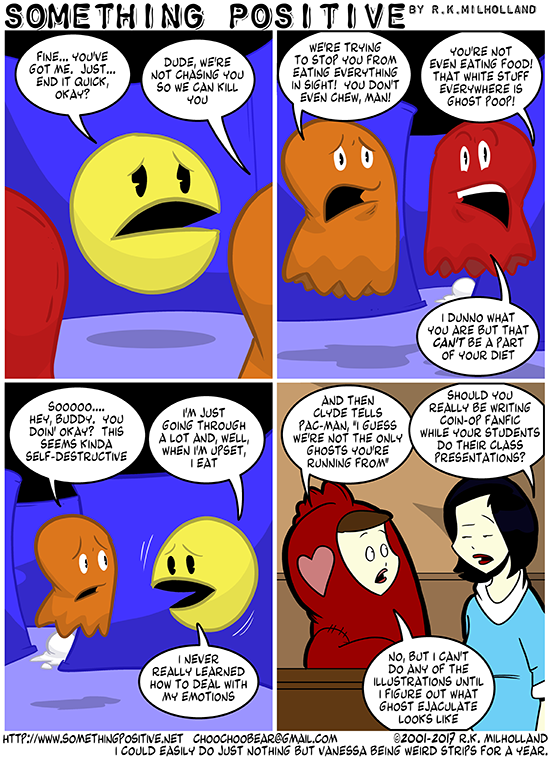 SOMETHING POSITIVE BY R.K.MILHOLLAND
FINE... YOU'VE
GOT ME. JUST...
END IT QUICK,
OKAY?
DUDE, WE'RE
NOT CHASING YOU
SO WE CAN KILL
YOU
WE'RE TRYING
TO STOP YOU FROM
EATING EVERYTHING
IN SIGHT! YOU DON'T
EVEN CHEW, MAN!
YOU'RE NOT
EVEN EATING FOOD!
THAT WHITE STUFF
EVERYWHERE IS
GHOST POOP!
I DUNNO WHAT
YOU ARE BUT THAT
CAN'T BE A PART
OF YOUR DIET
SOOOOO....
HEY, BUDDY. YOU
DOIN' OKAY? THIS
SEEMS KINDA
SELF-DESTRUCTIVE
I'M JUST
GOING THROUGH
A LOT AND, WELL,
WHEN I'M UPSET,
I EAT
I NEVER
REALLY LEARNED
HOW TO DEAL WITH
MY EMOTIONS
AND THEN
CLYDE TELLS
PAC-MAN, "I GUESS
WE'RE NOT THE ONLY
GHOSTS YOU'RE
RUNNING FROM"
SHOULD YOU
REALLY BE WRITING
COIN-OP FANFIC
WHILE YOUR STUDENTS
DO THEIR CLASS
PRESENTATIONS?
NO, BUT I CAN'T
DO ANY OF THE
ILLUSTRATIONS UNTIL
I FIGURE OUT WHAT
GHOST EJACULATE
LOOKS LIKE
HTTP://WWW.SOMETHINGPOSITIVE.NET CHOOCHOOBEAR@GMAIL.COM ©2001-2017 R.K. MILHOLLAND
I COULD EASILY DO JUST NOTHING BUT VANESSA BEING WEIRD STRIPS FOR A YEAR.